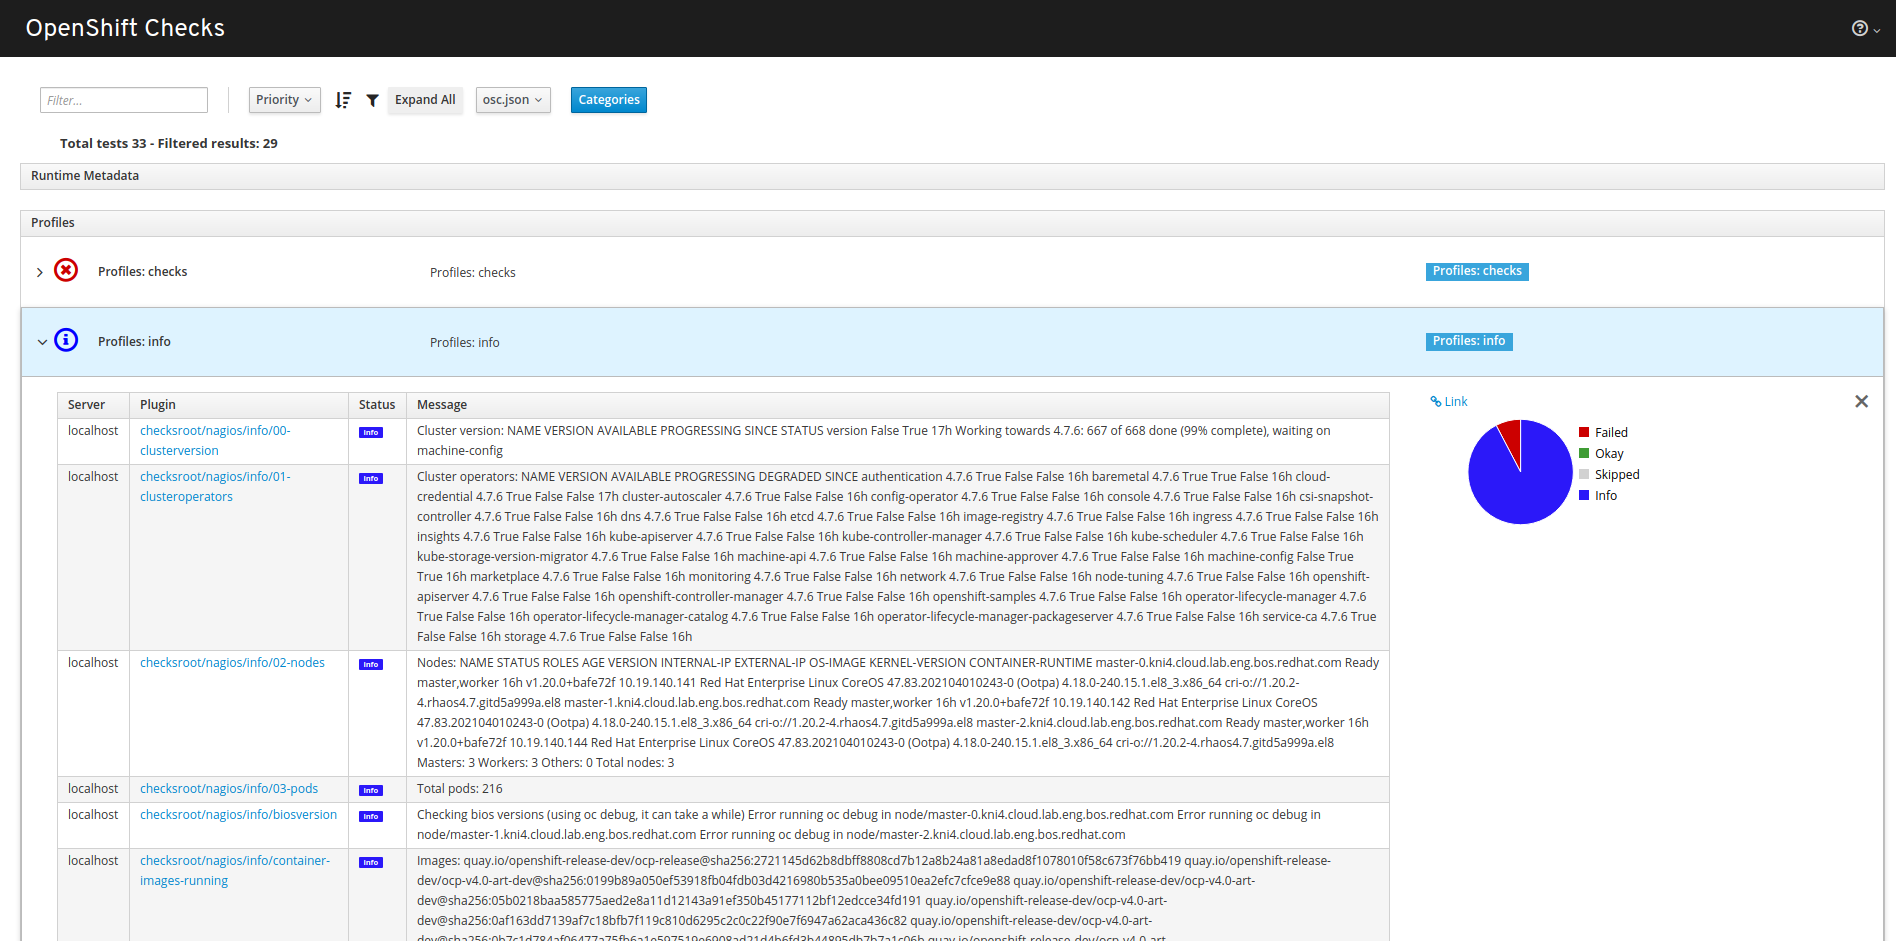 OpenShift Checks
Filter...
Priority
Expand All
osc.json
Categories
Total tests 33 - Filtered results: 29
Runtime Metadata
Profiles
Profiles: checks
Profiles: checks
Profiles: checks
Profiles: info
Profiles: info
Profiles: info
Server Plugin Status Message
localhost
checksroot/nagios/info/00-
clusterversion
Info
Cluster version: NAME VERSION AVAILABLE PROGRESSING SINCE STATUS version False True 17h Working towards 4.7.6: 667 of 668 done (99% complete), waiting on
machine-config
localhost
checksroot/nagios/info/01-
clusteroperators
Info
Cluster operators: NAME VERSION AVAILABLE PROGRESSING DEGRADED SINCE authentication 4.7.6 True False False 16h baremetal 4.7.6 True True False 16h cloud-
credential 4.7.6 True False False 17h cluster-autoscaler 4.7.6 True False False 16h config-operator 4.7.6 True False False 16h console 4.7.6 True False False 16h csi-snapshot-
controller 4.7.6 True False False 16h dns 4.7.6 True False False 16h etcd 4.7.6 True False False 16h image-registry 4.7.6 True False False 16h ingress 4.7.6 True False False 16h
insights 4.7.6 True False False 16h kube-apiserver 4.7.6 True False False 16h kube-controller-manager 4.7.6 True False False 16h kube-scheduler 4.7.6 True False False 16h
kube-storage-version-migrator 4.7.6 True False False 16h machine-api 4.7.6 True False False 16h machine-approver 4.7.6 True False False 16h machine-config False True
True 16h marketplace 4.7.6 True False False 16h monitoring 4.7.6 True False False 16h network 4.7.6 True False False 16h node-tuning 4.7.6 True False False 16h openshift-
apiserver 4.7.6 True False False 16h openshift-controller-manager 4.7.6 True False False 16h openshift-samples 4.7.6 True False False 16h operator-lifecycle-manager 4.7.6
True False False 16h operator-lifecycle-manager-catalog 4.7.6 True False False 16h operator-lifecycle-manager-packageserver 4.7.6 True False False 16h service-ca 4.7.6 True
False False 16h storage 4.7.6 True False False 16h
localhost
checksroot/nagios/info/02-nodes
Info
Nodes: NAME STATUS ROLES AGE VERSION INTERNAL-IP EXTERNAL-IP OS-IMAGE KERNEL-VERSION CONTAINER-RUNTIME master-0.kni4.cloud.lab.eng.bos.redhat.com Ready
master,worker 16h v1.20.0+bafe72f 10.19.140.141 Red Hat Enterprise Linux CoreOS 47.83.202104010243-0 (Ootpa) 4.18.0-240.15.1.el8_3.x86_64 cri-o://1.20.2-
4.rhaos4.7.gitd5a999a.el8 master-1.kni4.cloud.lab.eng.bos.redhat.com Ready master,worker 16h v1.20.0+bafe72f 10.19.140.142 Red Hat Enterprise Linux CoreOS
47.83.202104010243-0 (Ootpa) 4.18.0-240.15.1.el8_3.x86_64 cri-o://1.20.2-4.rhaos4.7.gitd5a999a.el8 master-2.kni4.cloud.lab.eng.bos.redhat.com Ready master,worker 16h
v1.20.0+bafe72f 10.19.140.144 Red Hat Enterprise Linux CoreOS 47.83.202104010243-0 (Ootpa) 4.18.0-240.15.1.el8_3.x86_64 cri-o://1.20.2-4.rhaos4.7.gitd5a999a.el8
Masters: 3 Workers: 3 Others: 0 Total nodes: 3
localhost
checksroot/nagios/info/03-pods
Info
Total pods: 216
localhost
checksroot/nagios/info/biosversion
Info
Checking bios versions (using oc debug, it can take a while) Error running oc debug in node/master-0.kni4.cloud.lab.eng.bos.redhat.com Error running oc debug in
node/master-1.kni4.cloud.lab.eng.bos.redhat.com Error running oc debug in node/master-2.kni4.cloud.lab.eng.bos.redhat.com
localhost
checksroot/nagios/info/container-
images-running
Info
Images: quay.io/openshift-release-dev/ocp-release@sha256:2721145d62b8dbff8808cd7b12a8b24a81a8edad8f1078010f58c673f76bb419 quay.io/openshift-release-
dev/ocp-v4.0-art-dev@sha256:0199b89a050ef53918fb04fdb03d4216980b535a0bee09510ea2efc7cfce9e88 quay.io/openshift-release-dev/ocp-v4.0-art-
dev@sha256:05b0218baa585775aed2e8a11d12143a91ef350b45177112bf12edcce34fd191 quay.io/openshift-release-dev/ocp-v4.0-art-
dev@sha256:0af163dd7139af7c18bfb7f119c810d6295c2c0c22f90e7f6947a62aca436c82 quay.io/openshift-release-dev/ocp-v4.0-art-
Link
Failed
Okay
Skipped
Info